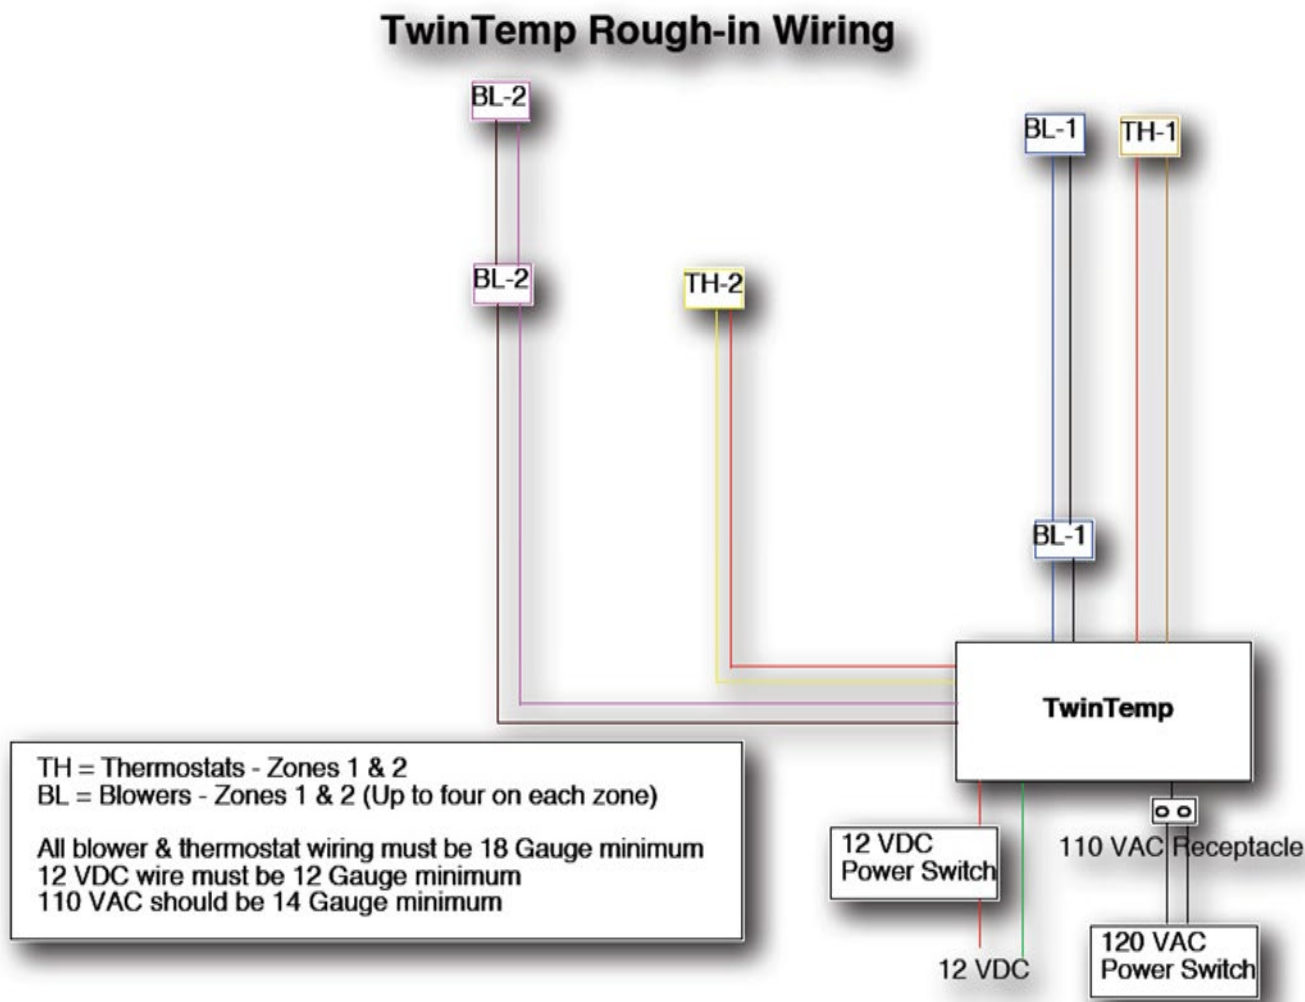 TwinTemp Rough-in Wiring
BL-2
BL-1
TH-1
BL-2
TH-2
BL-1
TwinTemp
TH = Thermostats - Zones 1 & 2
BL = Blowers - Zones 1 & 2 (Up to four on each zone)
All blower & thermostat wiring must be 18 Gauge minimum
12 VDC wire must be 12 Gauge minimum
110 VAC should be 14 Gauge minimum
12 VDC
Power Switch
110 VAC Receptacle
12 VDC
120 VAC
Power Switch